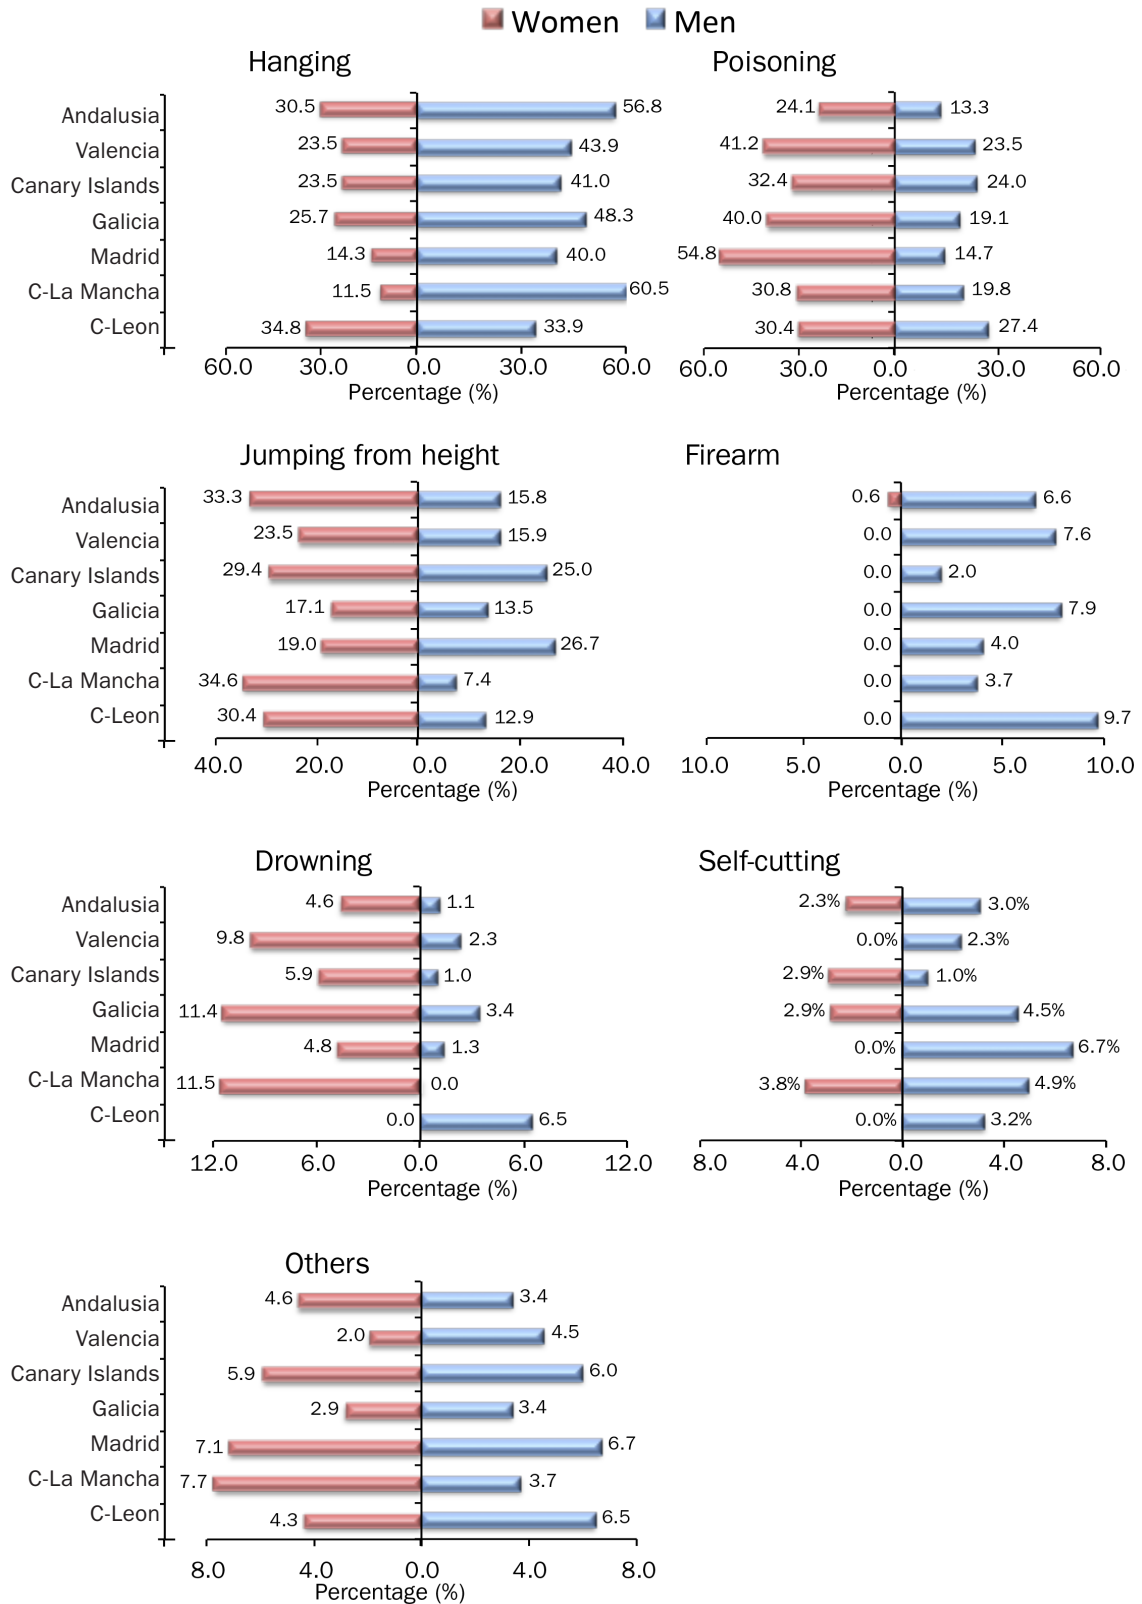 Women Men
Hanging Poisoning
Andalusia 30.5 56.8 24.1 13.3
Valencia 23.5 43.9 41.2 23.5
Canary Islands 23.5 41.0 32.4 24.0
Galicia 25.7 48.3 40.0 19.1
Madrid 14.3 40.0 54.8 14.7
C-La Mancha 11.5 60.5 30.8 19.8
C-Leon 34.8 33.9 30.4 27.4
60.0 30.0 0.0 30.0 60.0 60.0 30.0 0.0 30.0 60.0
Percentage (%) Percentage (%)
Jumping from height Firearm
Andalusia 33.3 15.8 0.6 6.6
Valencia 23.5 15.9 0.0 7.6
Canary Islands 29.4 25.0 0.0 2.0
Galicia 17.1 13.5 0.0 7.9
Madrid 19.0 26.7 0.0 4.0
C-La Mancha 34.6 7.4 0.0 3.7
C-Leon 30.4 12.9 0.0 9.7
40.0 20.0 0.0 20.0 40.0 10.0 5.0 0.0 5.0 10.0
Percentage (%) Percentage (%)
Drowning Self-cutting
Andalusia 4.6 1.1 2.3% 3.0%
Valencia 9.8 2.3 0.0% 2.3%
Canary Islands 5.9 1.0 2.9% 1.0%
Galicia 11.4 3.4 2.9% 4.5%
Madrid 4.8 1.3 0.0% 6.7%
C-La Mancha 11.5 0.0 3.8% 4.9%
C-Leon 0.0 6.5 0.0% 3.2%
12.0 6.0 0.0 6.0 12.0 8.0 4.0 0.0 4.0 8.0
Percentage (%) Percentage (%)
Others
Andalusia 4.6 3.4
Valencia 2.0 4.5
Canary Islands 5.9 6.0
Galicia 2.9 3.4
Madrid 7.1 6.7
C-La Mancha 7.7 3.7
C-Leon 4.3 6.5
8.0 4.0 0.0 4.0 8.0
Percentage (%)